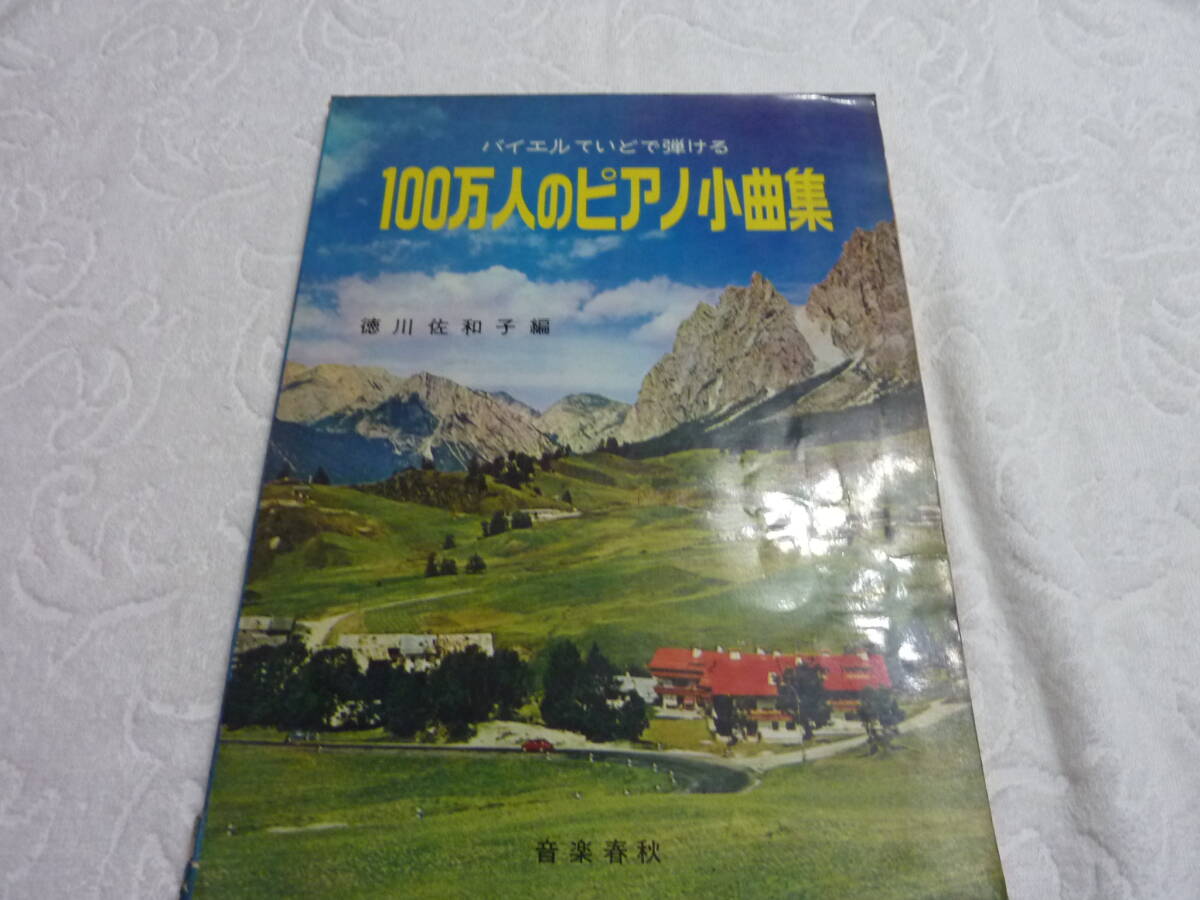 バイエルていどで弾ける
100万人のピアノ小曲集
徳川佐和子編
音楽春秋